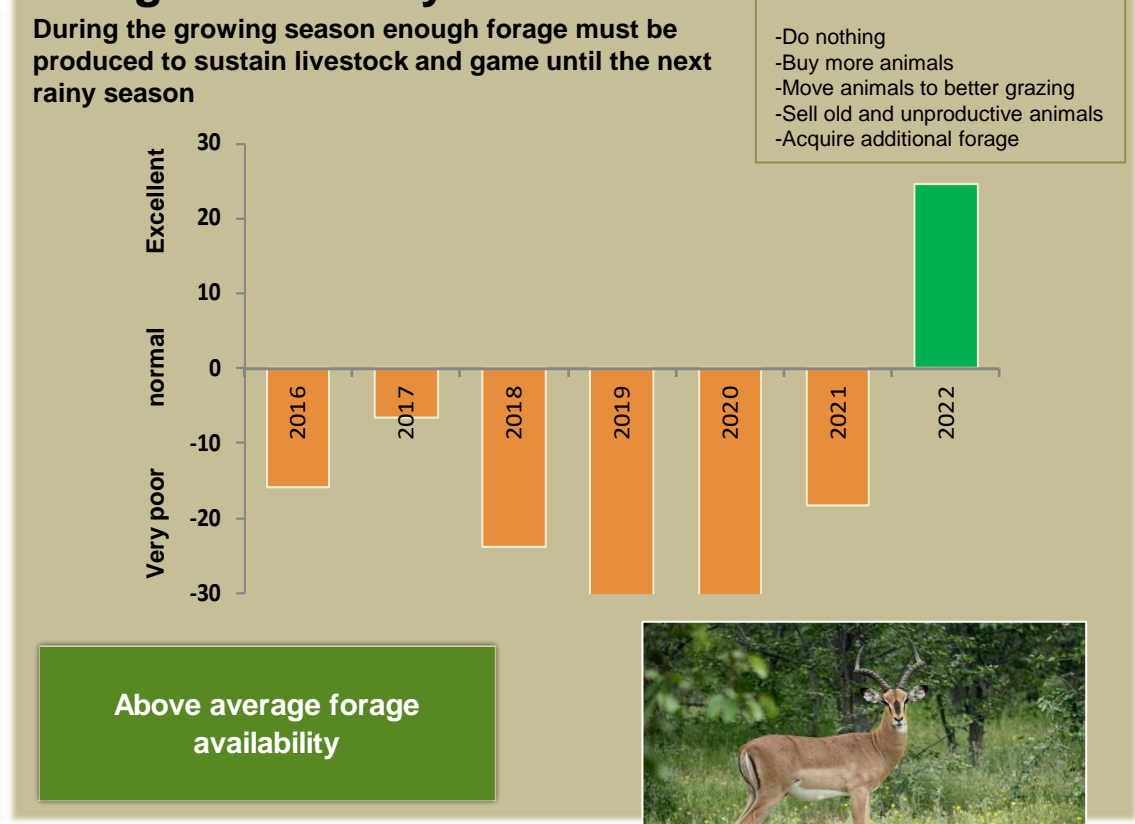 During the growing season enough forage must be
produced to sustain livestock and game until the next
rainy season
-Do nothing
-Buy more animals
-Move animals to better grazing
-Sell old and unproductive animals
-Acquire additional forage
Excellent
normal
Very poor
30
20
10
0
-10
-20
-30
2016
2017
2018
2019
2020
2021
2022
Above average forage
availability